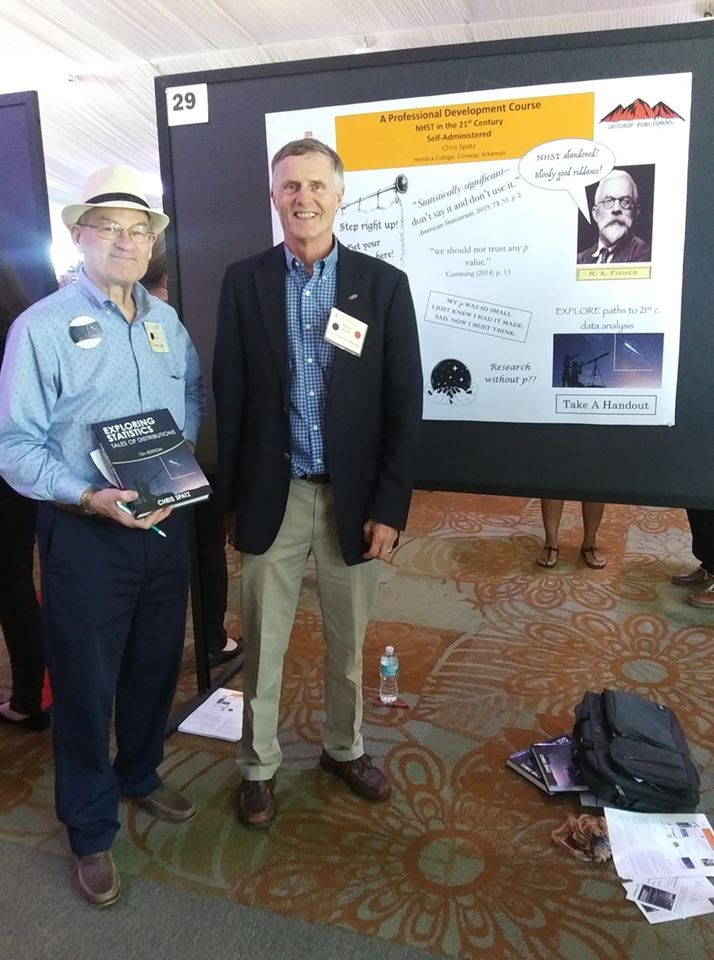 29
A Professional Development Course
NHST in the 21st Century
Self-Administered
Chris Spatz
Hendrix College, Conway, Arkansas
OUTCROP PUBLISHERS
NHST abandoned?
Bloody good riddance!
R. A. FISHER
Step right up!
Get your
here!
"Statistically significant—
don't say it and don't use it."
American Statistician, 2019, 73, S1, p 2
"we should not trust any p
value."
Cumming (2014) p. 13
MY p WAS SO SMALL
I JUST KNEW I HAD IT MADE.
SAD. NOW I MUST THINK.
Research
without p??
EXPLORE paths to 21st c.
data analysis
Take A Handout
EXPLORING
STATISTICS
TALES OF DISTRIBUTIONS
12TH EDITION
CHRIS SPATZ